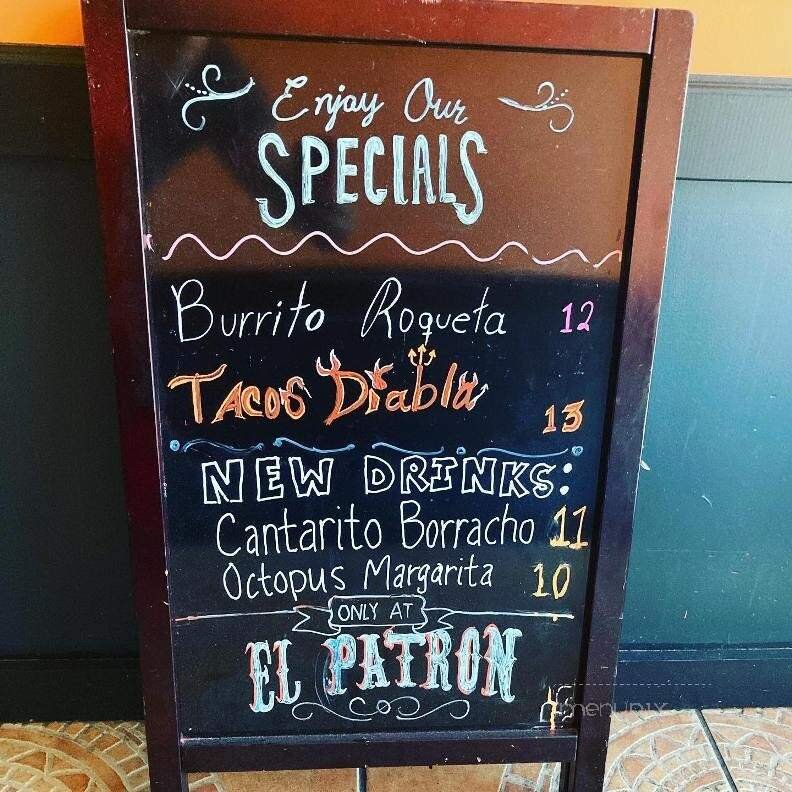 Enjoy Our
SPECIALS
Burrito Roqueta 12
TACOS Diabla 13
NEW DRINKS:
Cantarito Borracho 11
Octopus Margarita 10
ONLY AT
EL PATRON
menupix